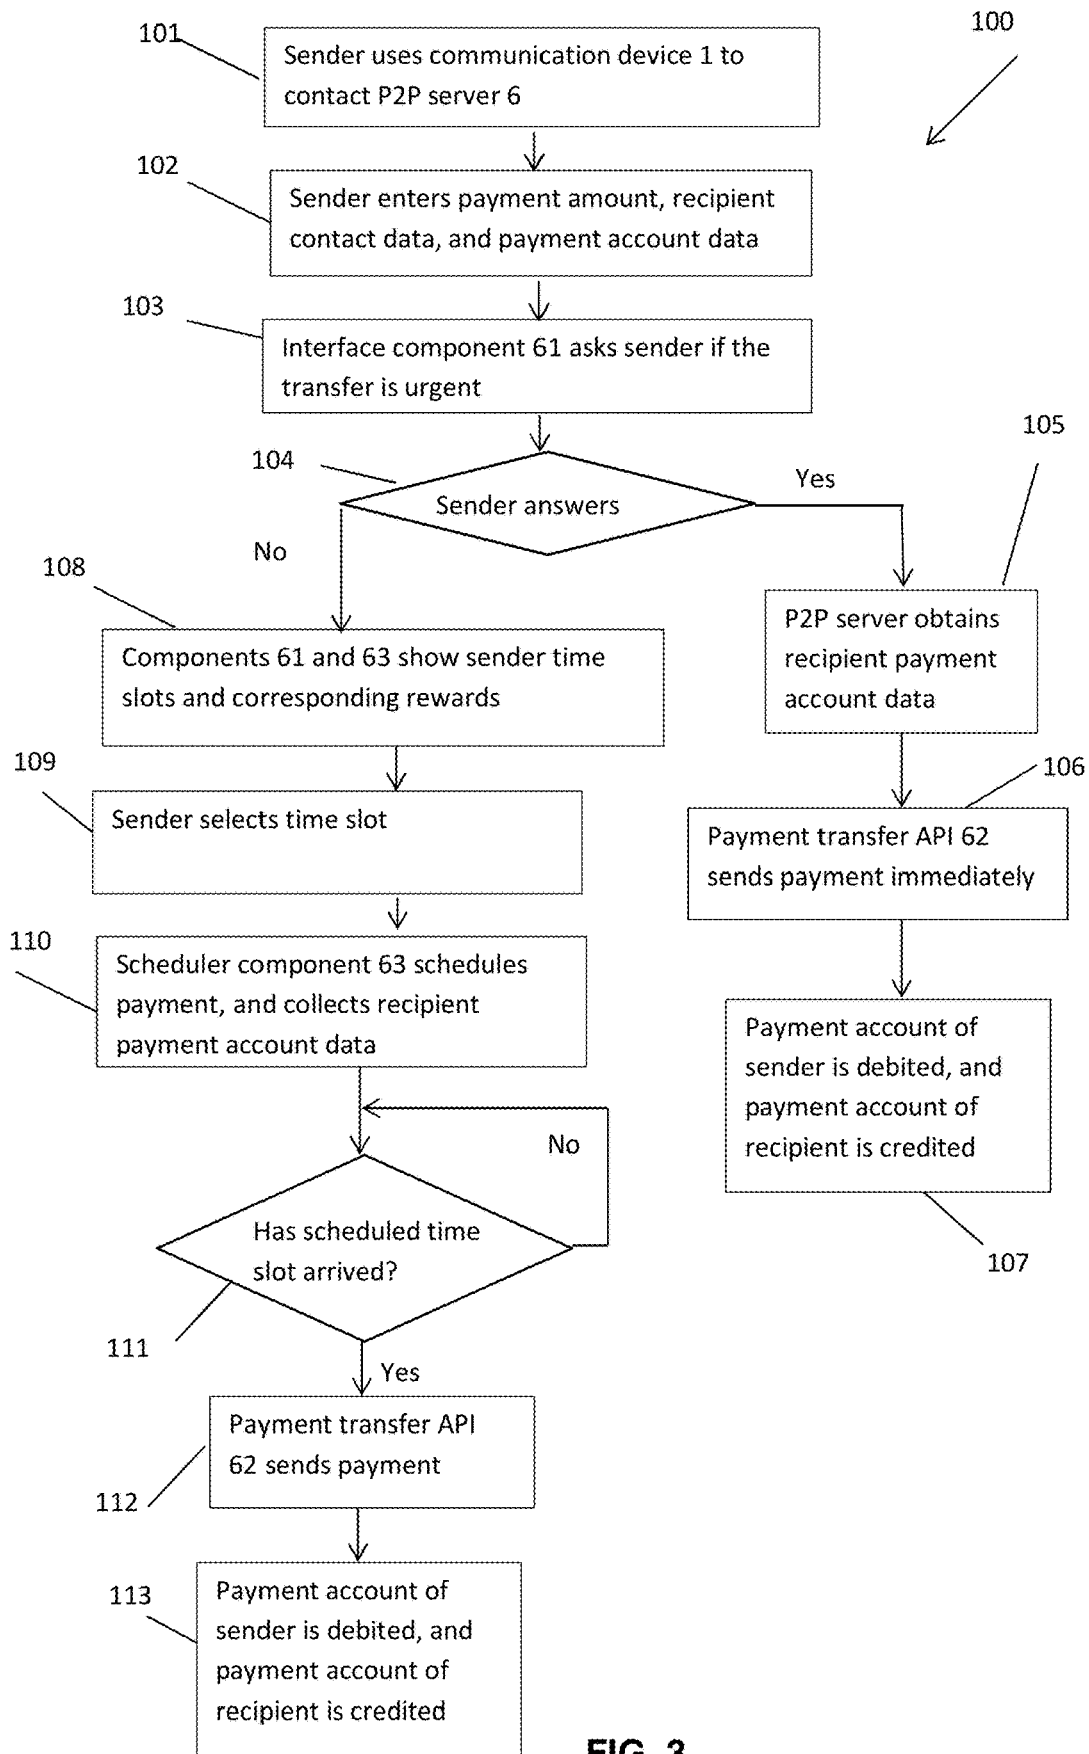 100
101
Sender uses communication device 1 to
contact P2P server 6
102
Sender enters payment amount, recipient
contact data, and payment account data
103
Interface component 61 asks sender if the
transfer is urgent
104
Sender answers
Yes
No
105
P2P server obtains
recipient payment
account data
106
Payment transfer API 62
sends payment immediately
Payment account of
sender is debited, and
payment account of
recipient is credited
107
108
Components 61 and 63 show sender time
slots and corresponding rewards
109
Sender selects time slot
110
Scheduler component 63 schedules
payment, and collects recipient
payment account data
No
Has scheduled time
slot arrived?
111
Yes
Payment transfer API
62 sends payment
112
113
Payment account of
sender is debited, and
payment account of
recipient is credited
FIG. 3